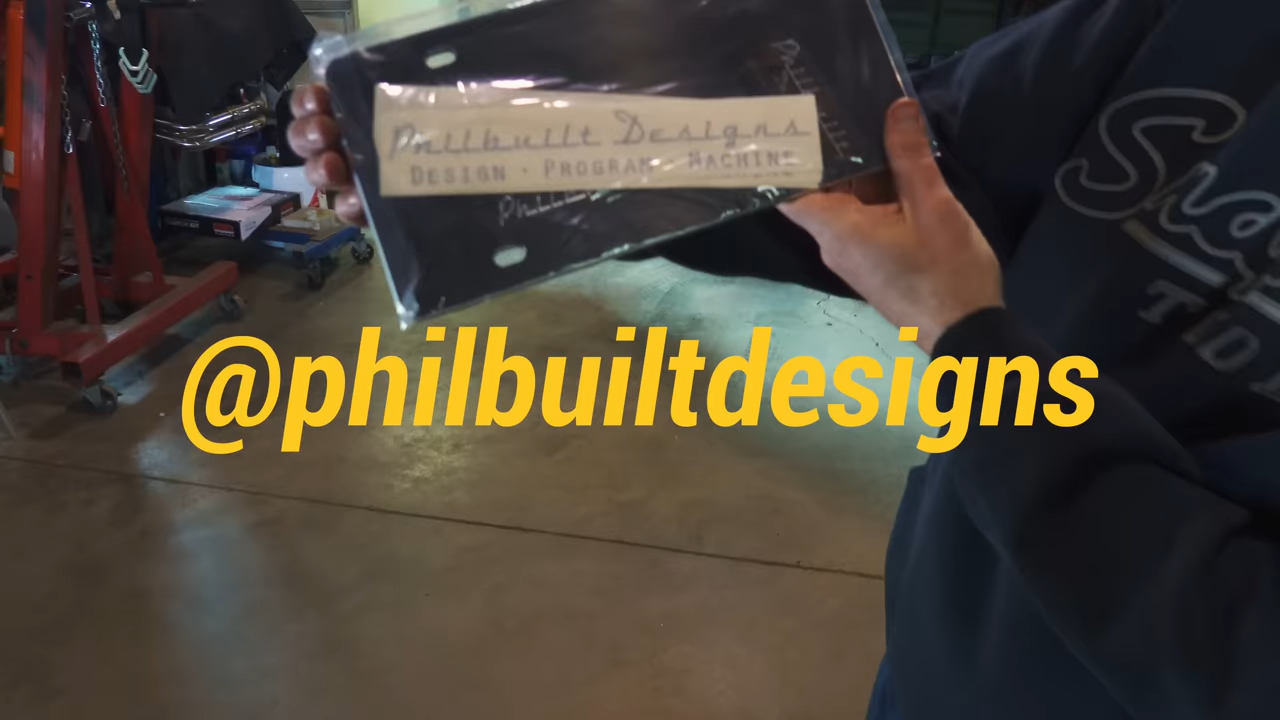 Philbuilt Designs
DESIGN · PROGRAM · MACHINE
@philbuiltdesigns